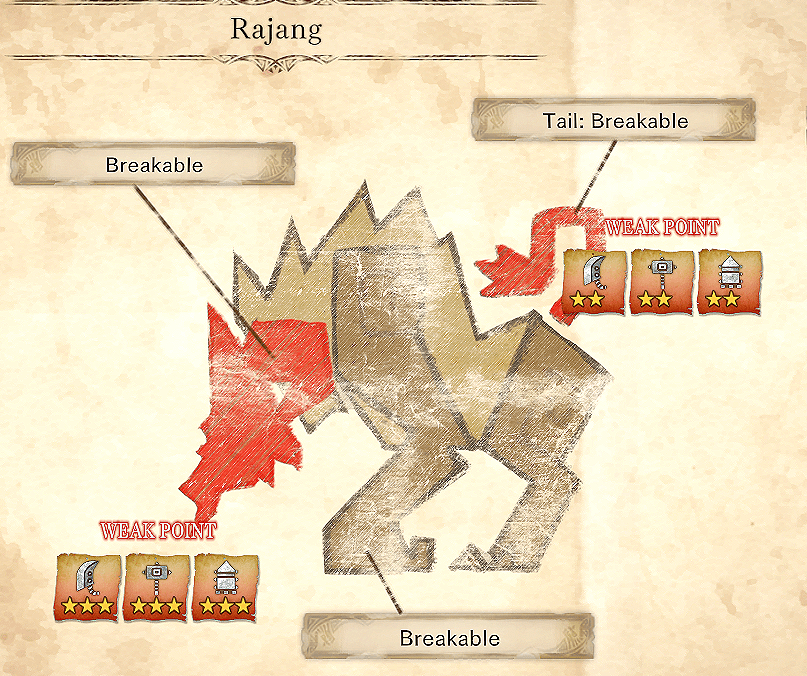 Rajang
Tail: Breakable
Breakable
WEAK POINT
WEAK POINT
Breakable